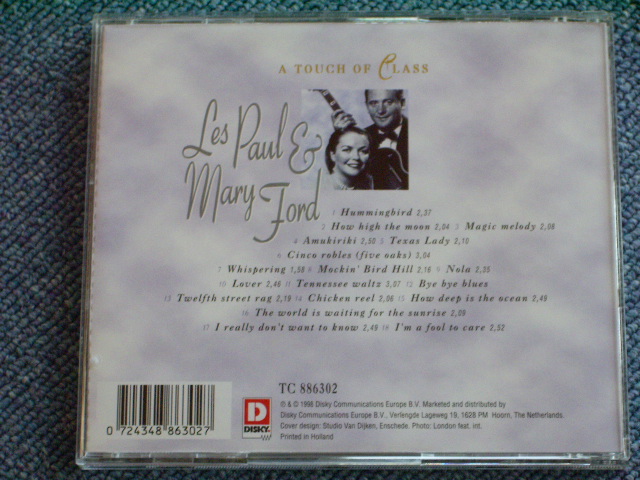 A TOUCH OF CLASS
Les Paul &
Mary Ford
1 Hummingbird 2,37
2 How high the moon 2,04 3 Magic melody 2,08
4 Amukiriki 2,50 5 Texas Lady 2,10
6 Cinco robles (five oaks) 3,04
7 Whispering 1,58 8 Mockin' Bird Hill 2,16 9 Nola 2,35
10 Lover 2,46 11 Tennessee waltz 3,07 12 Bye bye blues
13 Twelfth street rag 2,19 14 Chicken reel 2,06 15 How deep is the ocean 2,49
16 The world is waiting for the sunrise 2,09
17 I really don't want to know 2,49 18 I'm a fool to care 2,52
TC 886302
℗ & © 1998 Disky Communications Europe B.V. Marketed and distributed by
Disky Communications Europe B.V., Verlengde Lageweg 19, 1628 PM Hoorn, The Netherlands.
Cover design: Studio Van Dijken, Enschede. Photo: London feat. int.
Printed in Holland
D
DISKY
0 724348 863027